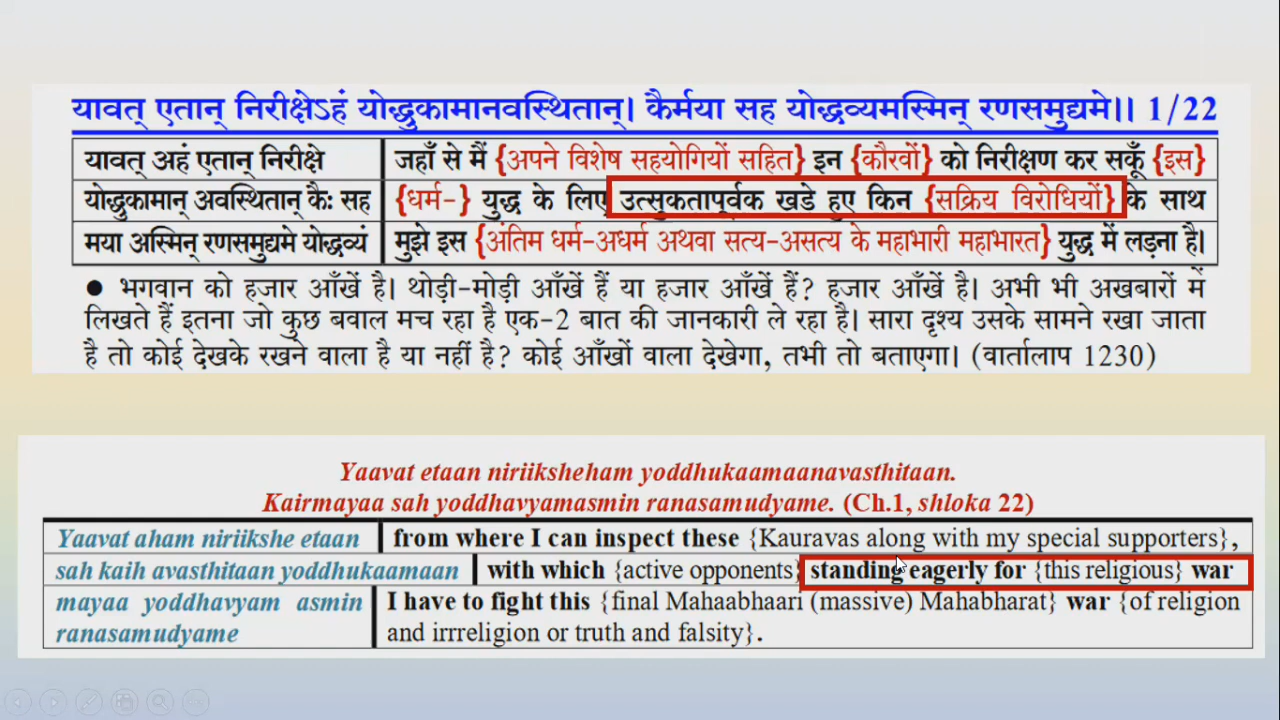 यावत् एतान् निरीक्षेऽहं योद्धुकामानवस्थितान्। कैर्मया सह योद्धव्यमस्मिन् रणसमुद्यमे।। 1/22
यावत् अहं एतान् निरीक्षे जहाँ से मैं {अपने विशेष सहयोगियों सहित} इन {कौरवों} को निरीक्षण कर सकूँ {इस}
योद्धुकामान् अवस्थितान् कैः सह {धर्म-} युद्ध के लिए उत्सुकतापूर्वक खडे हुए किन {सक्रिय विरोधियों} के साथ
मया अस्मिन् रणसमुद्यमे योद्धव्यं मुझे इस {अंतिम धर्म-अधर्म अथवा सत्य-असत्य के महाभारी महाभारत} युद्ध में लड़ना है।
● भगवान को हजार आँखें है। थोड़ी-मोड़ी आँखें हैं या हजार आँखें हैं? हजार आँखें है। अभी भी अखबारों में
लिखते हैं इतना जो कुछ बवाल मच रहा है एक-2 बात की जानकारी ले रहा है। सारा दृश्य उसके सामने रखा जाता
है तो कोई देखके रखने वाला है या नहीं है? कोई आँखों वाला देखेगा, तभी तो बताएगा। (वार्तालाप 1230)
Yaavat etaan niriiksheham yoddhukaamaanavasthitaan.
Kairmayaa sah yoddhavyamasmin ranasamudyame. (Ch.1, shloka 22)
Yaavat aham niriikshe etaan from where I can inspect these {Kauravas along with my special supporters},
sah kaih avasthitaan yoddhukaamaan with which {active opponents} standing eagerly for {this religious} war
mayaa yoddhavyam asmin I have to fight this {final Mahaabhaari (massive) Mahabharat} war {of religion
ranasamudyame and irrreligion or truth and falsity}.